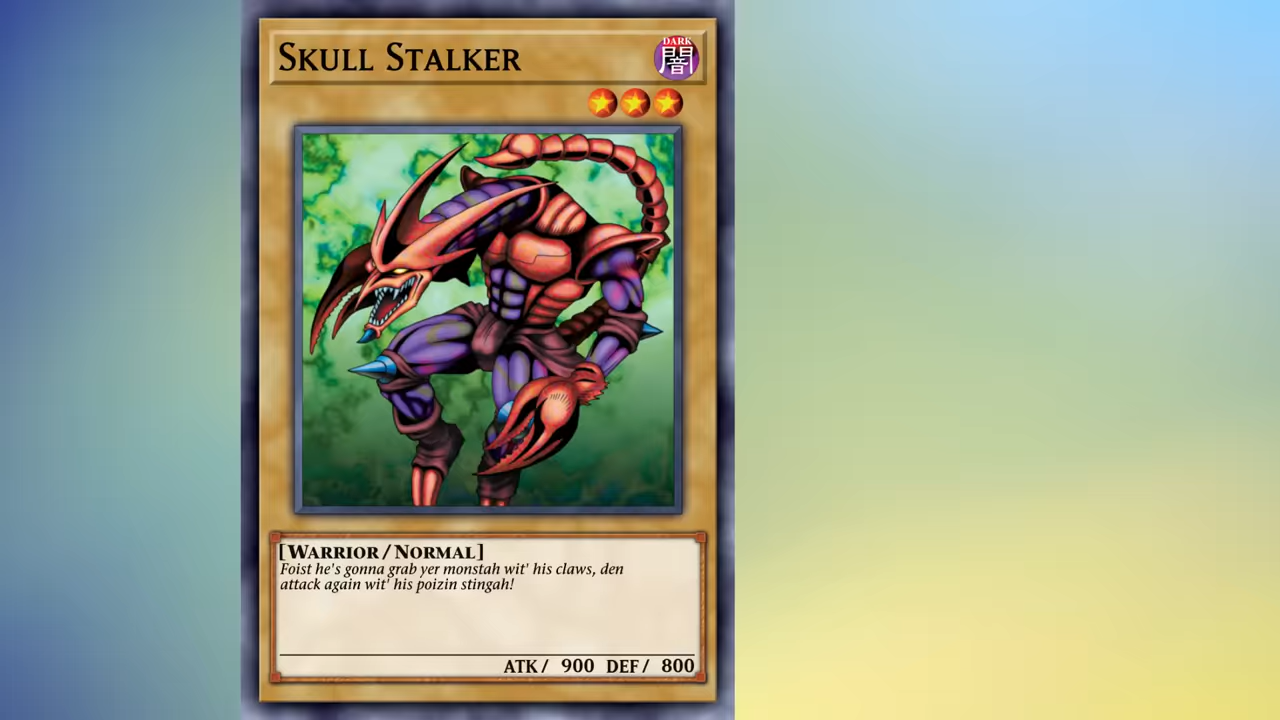 Skull Stalker
DARK
闇
[Warrior/Normal]
Foist he's gonna grab yer monstah wit' his claws, den
attack again wit' his poizin stingah!
ATK/ 900 DEF/ 800